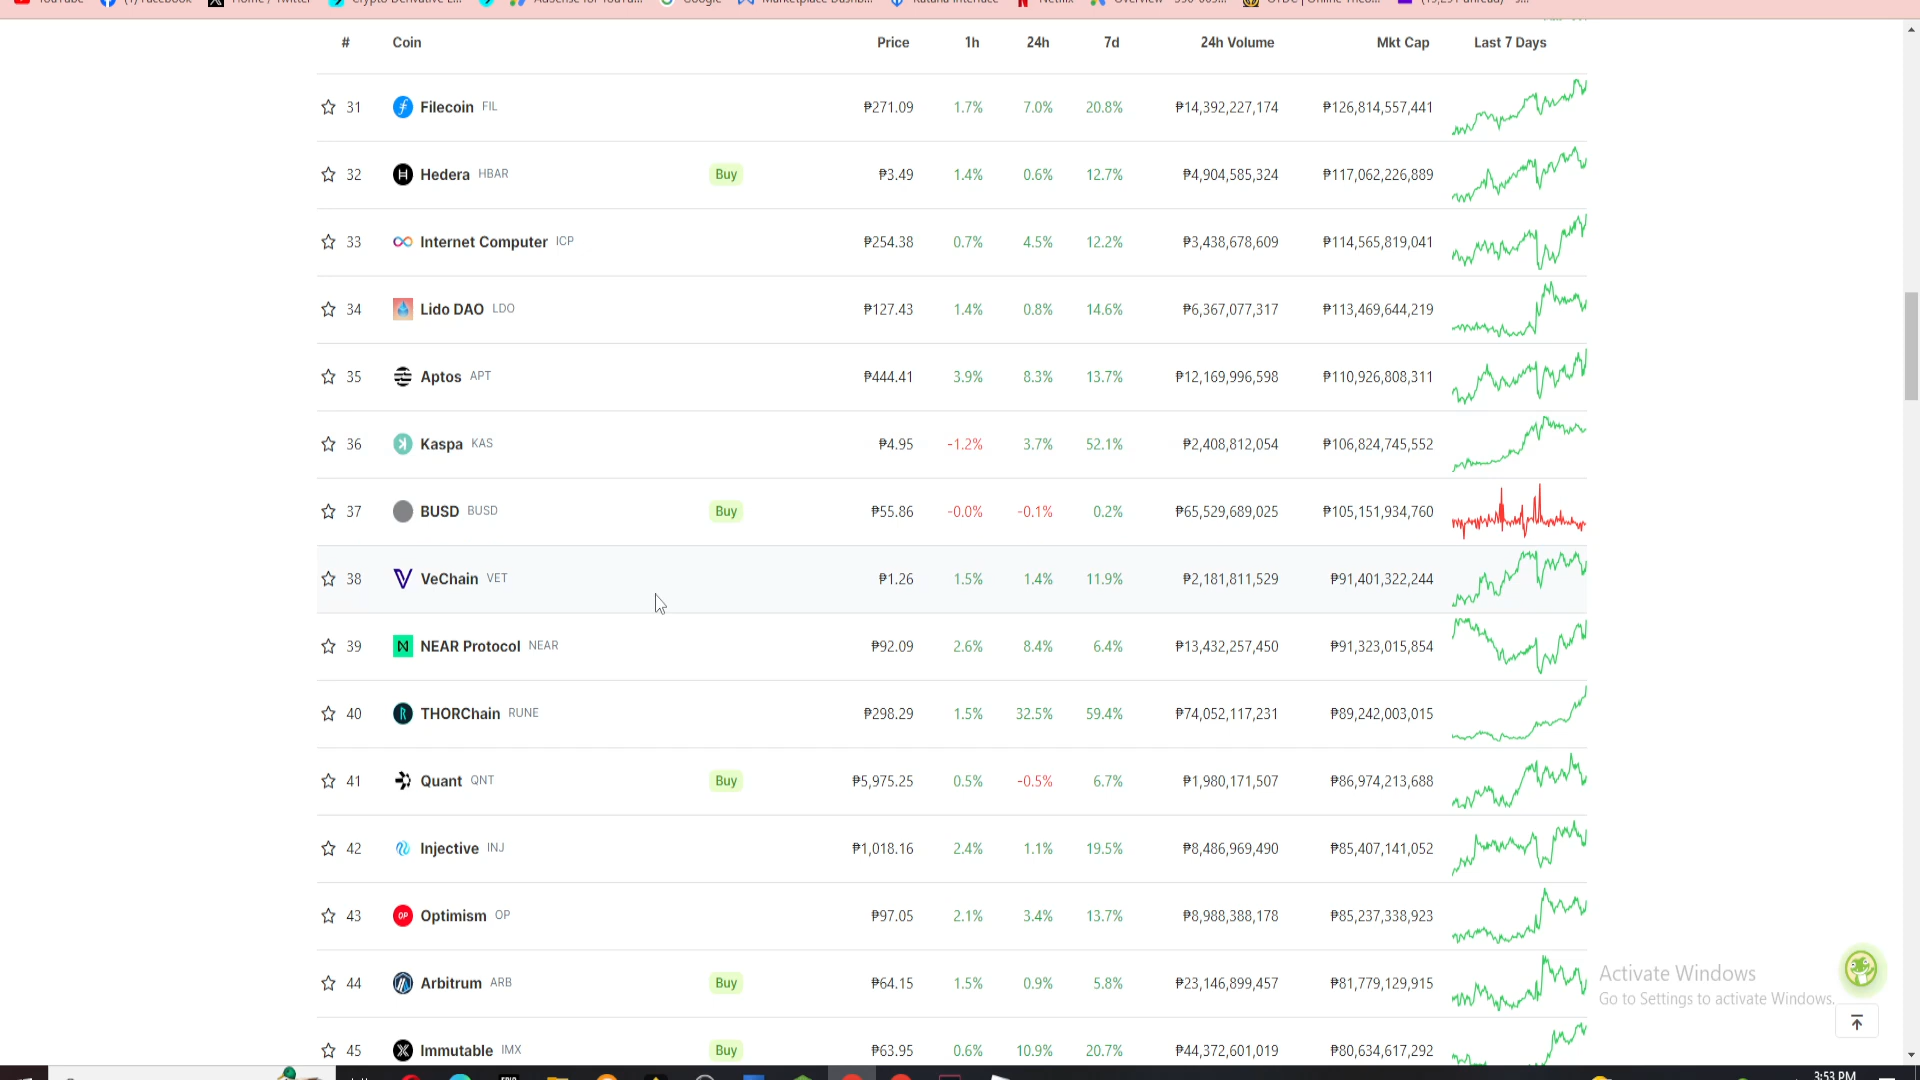 # Coin Price 1h 24h 7d 24h Volume Mkt Cap Last 7 Days
31 Filecoin FIL ₱271.09 1.7% 7.0% 20.8% ₱14,392,227,174 ₱126,814,557,441
32 Hedera HBAR Buy ₱3.49 1.4% 0.6% 12.7% ₱4,904,585,324 ₱117,062,226,889
33 Internet Computer ICP ₱254.38 0.7% 4.5% 12.2% ₱3,438,678,609 ₱114,565,819,041
34 Lido DAO LDO ₱127.43 1.4% 0.8% 14.6% ₱6,367,077,317 ₱113,469,644,219
35 Aptos APT ₱444.41 3.9% 8.3% 13.7% ₱12,169,996,598 ₱110,926,808,311
36 Kaspa KAS ₱4.95 -1.2% 3.7% 52.1% ₱2,408,812,054 ₱106,824,745,552
37 BUSD BUSD Buy ₱55.86 -0.0% -0.1% 0.2% ₱65,529,689,025 ₱105,151,934,760
38 VeChain VET ₱1.26 1.5% 1.4% 11.9% ₱2,181,811,529 ₱91,401,322,244
39 NEAR Protocol NEAR ₱92.09 2.6% 8.4% 6.4% ₱13,432,257,450 ₱91,323,015,854
40 THORChain RUNE ₱298.29 1.5% 32.5% 59.4% ₱74,052,117,231 ₱89,242,003,015
41 Quant QNT Buy ₱5,975.25 0.5% -0.5% 6.7% ₱1,980,171,507 ₱86,974,213,688
42 Injective INJ ₱1,018.16 2.4% 1.1% 19.5% ₱8,486,969,490 ₱85,407,141,052
43 OP Optimism OP ₱97.05 2.1% 3.4% 13.7% ₱8,988,388,178 ₱85,237,338,923
44 Arbitrum ARB Buy ₱64.15 1.5% 0.9% 5.8% ₱23,146,899,457 ₱81,779,129,915
Activate Windows
Go to Settings to activate Windows.
45 Immutable IMX Buy ₱63.95 0.6% 10.9% 20.7% ₱44,372,601,019 ₱80,634,617,292
3:53 PM